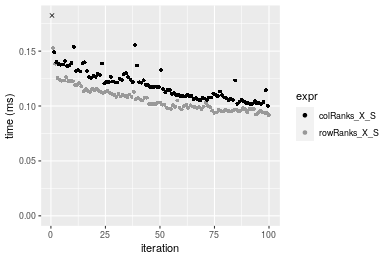 0.15
0.10
0.05
0.00
0
25
50
75
100
time (ms)
iteration
expr
colRanks_X_S
rowRanks_X_S